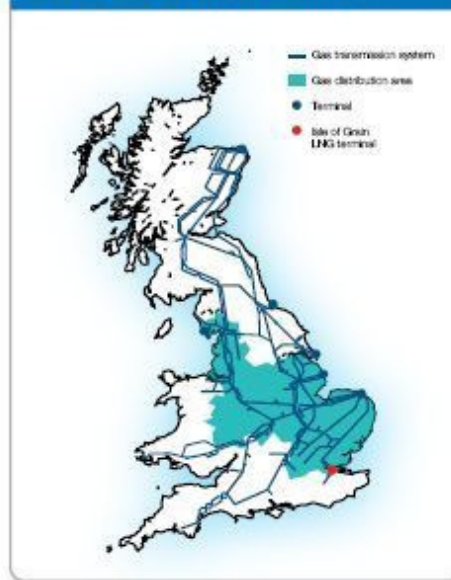 Gas transmission system
Gas distribution area
Terminal
Isle of Grain
LNG terminal